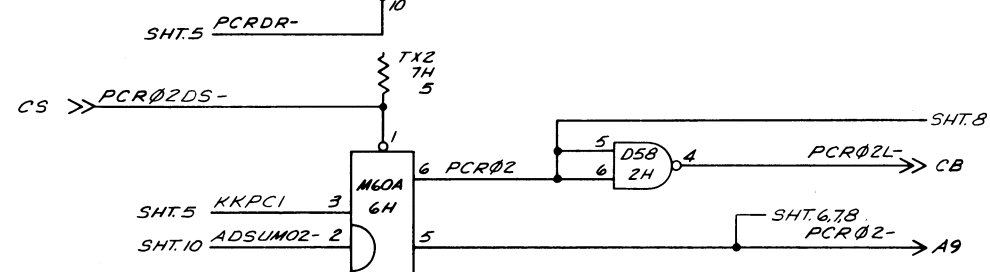 10
SHT.5 PCRDR-
TX2
7H
5
CS PCRØ2DS-
1
SHT.8
5
D58
4
PCRØ2L-
CB
6 PCRØ2
6
2H
M60A
6H
SHT.5 KKPC1 3
SHT.10 ADSUM02- 2
5
SHT.6,7,8
PCRØ2-
A9